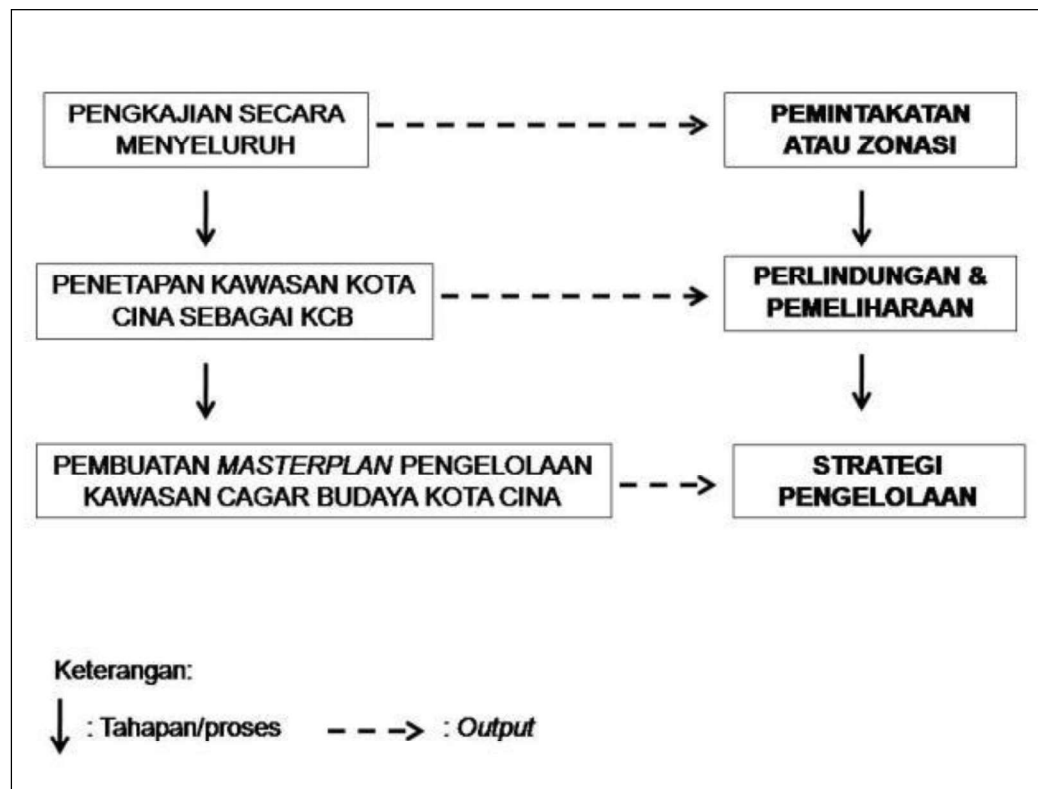 PENGKAJIAN SECARA
MENYELURUH
PEMINTAKATAN
ATAU ZONASI
PENETAPAN KAWASAN KOTA
CINA SEBAGAI KCB
PERLINDUNGAN &
PEMELIHARAAN
PEMBUATAN MASTERPLAN PENGELOLAAN
KAWASAN CAGAR BUDAYA KOTA CINA
STRATEGI
PENGELOLAAN
Keterangan:
: Tahapan/proses : Output